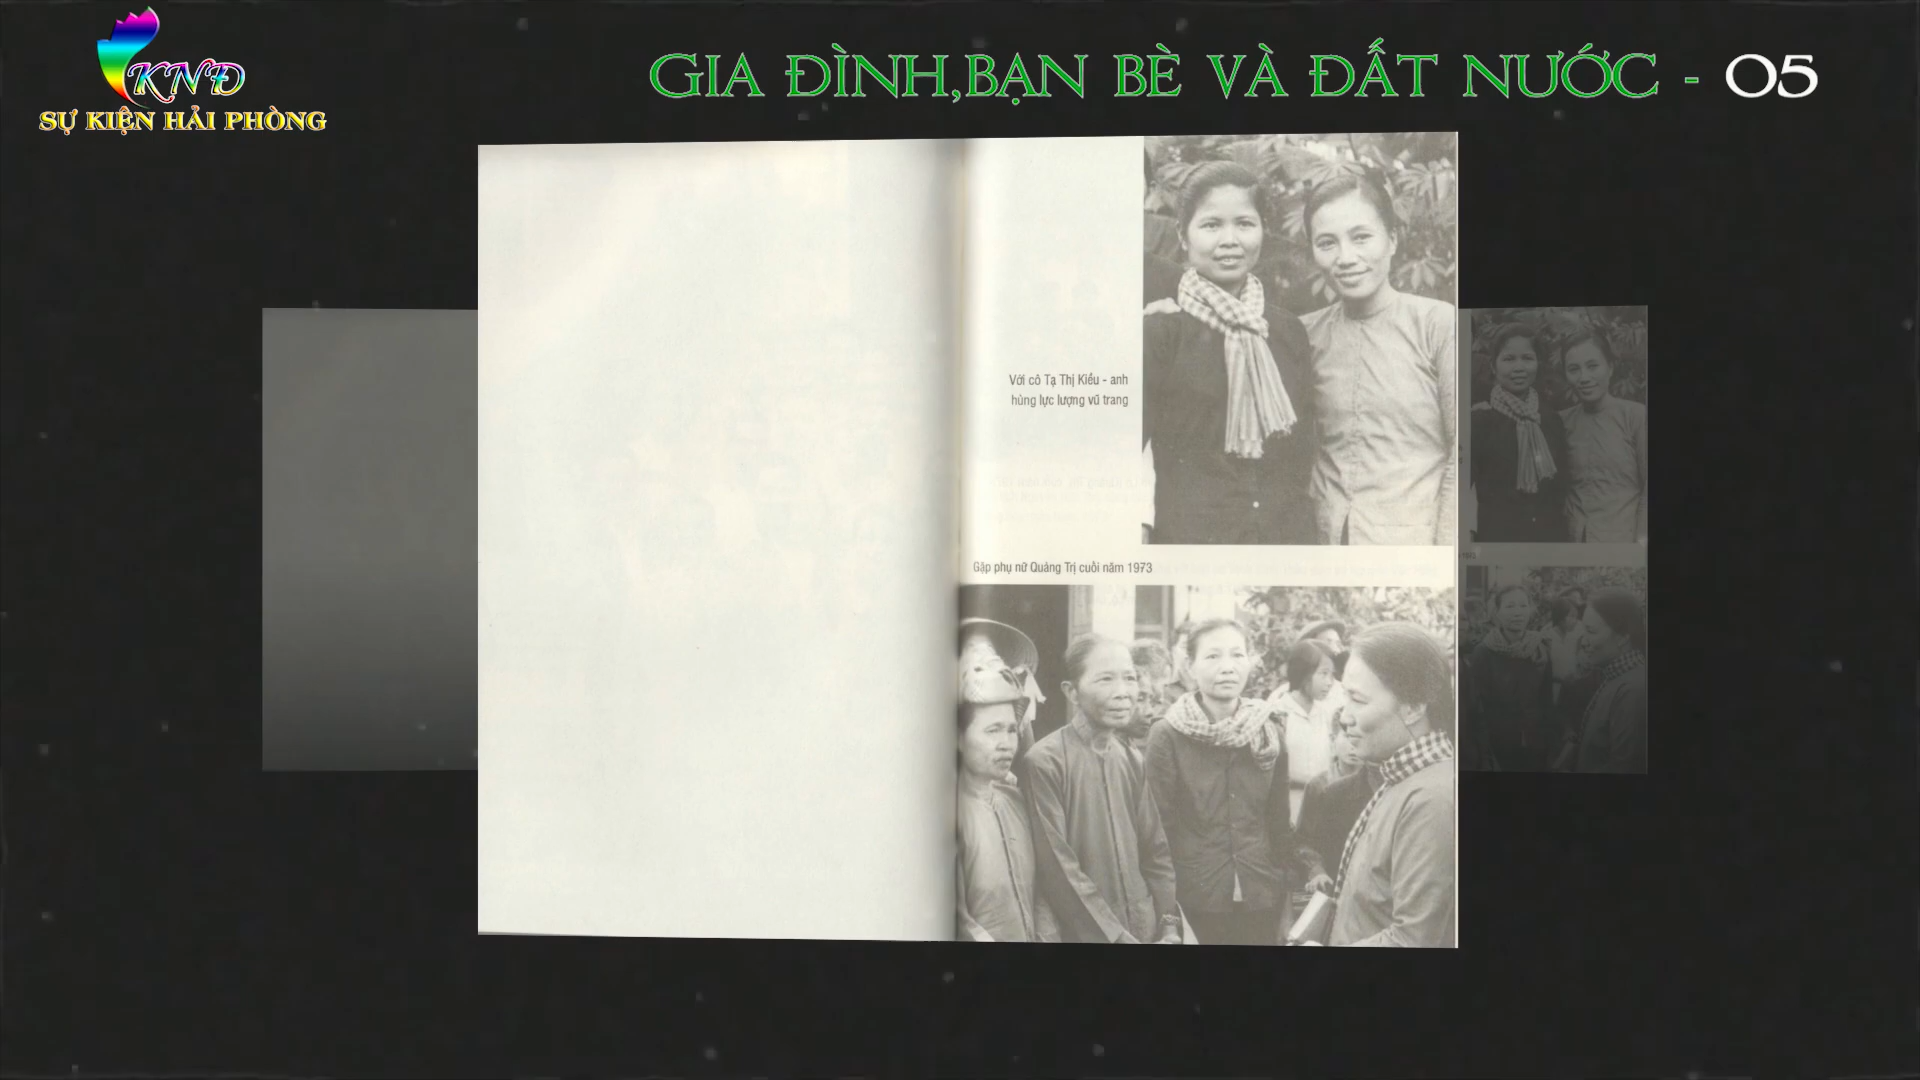 KNĐ
SỰ KIỆN HẢI PHÒNG
GIA ĐÌNH,BẠN BÈ VÀ ĐẤT NƯỚC - 05
Với cô Tạ Thị Kiều - anh
hùng lực lượng vũ trang
Gặp phụ nữ Quảng Trị cuối năm 1973